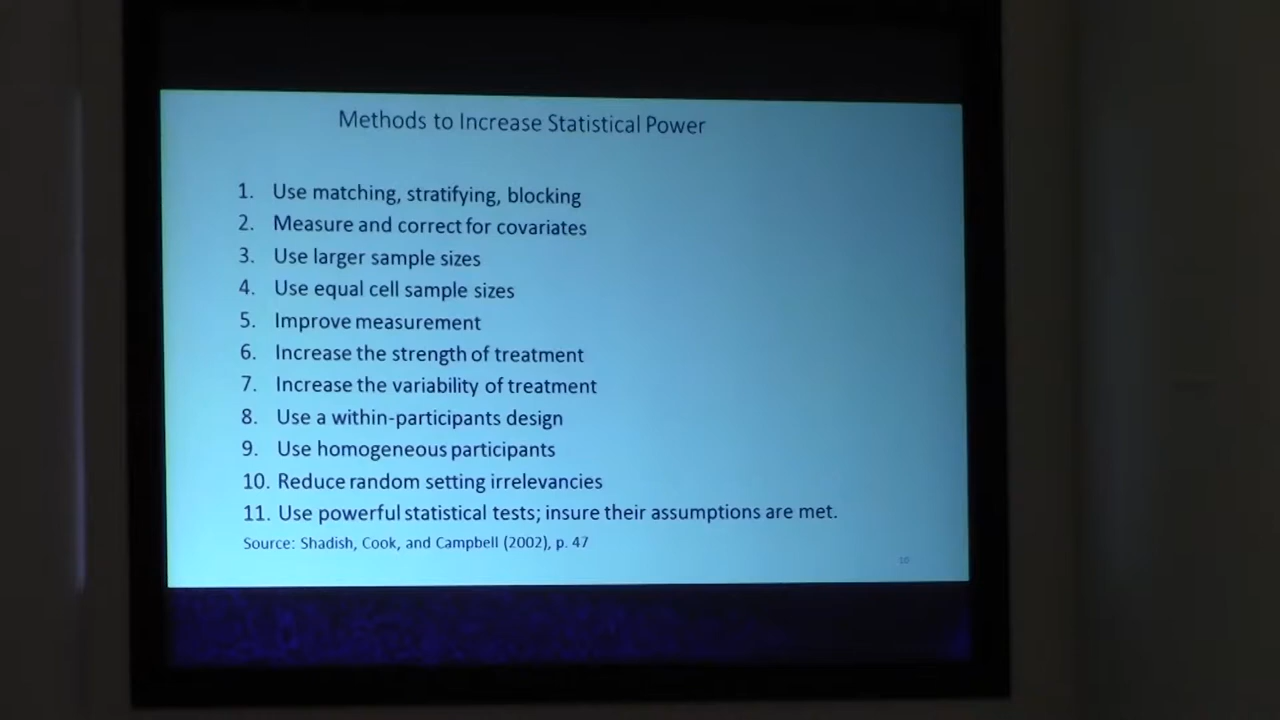 Methods to Increase Statistical Power
1. Use matching, stratifying, blocking
2. Measure and correct for covariates
3. Use larger sample sizes
4. Use equal cell sample sizes
5. Improve measurement
6. Increase the strength of treatment
7. Increase the variability of treatment
8. Use a within-participants design
9. Use homogeneous participants
10. Reduce random setting irrelevancies
11. Use powerful statistical tests; insure their assumptions are met.
Source: Shadish, Cook, and Campbell (2002), p. 47
10